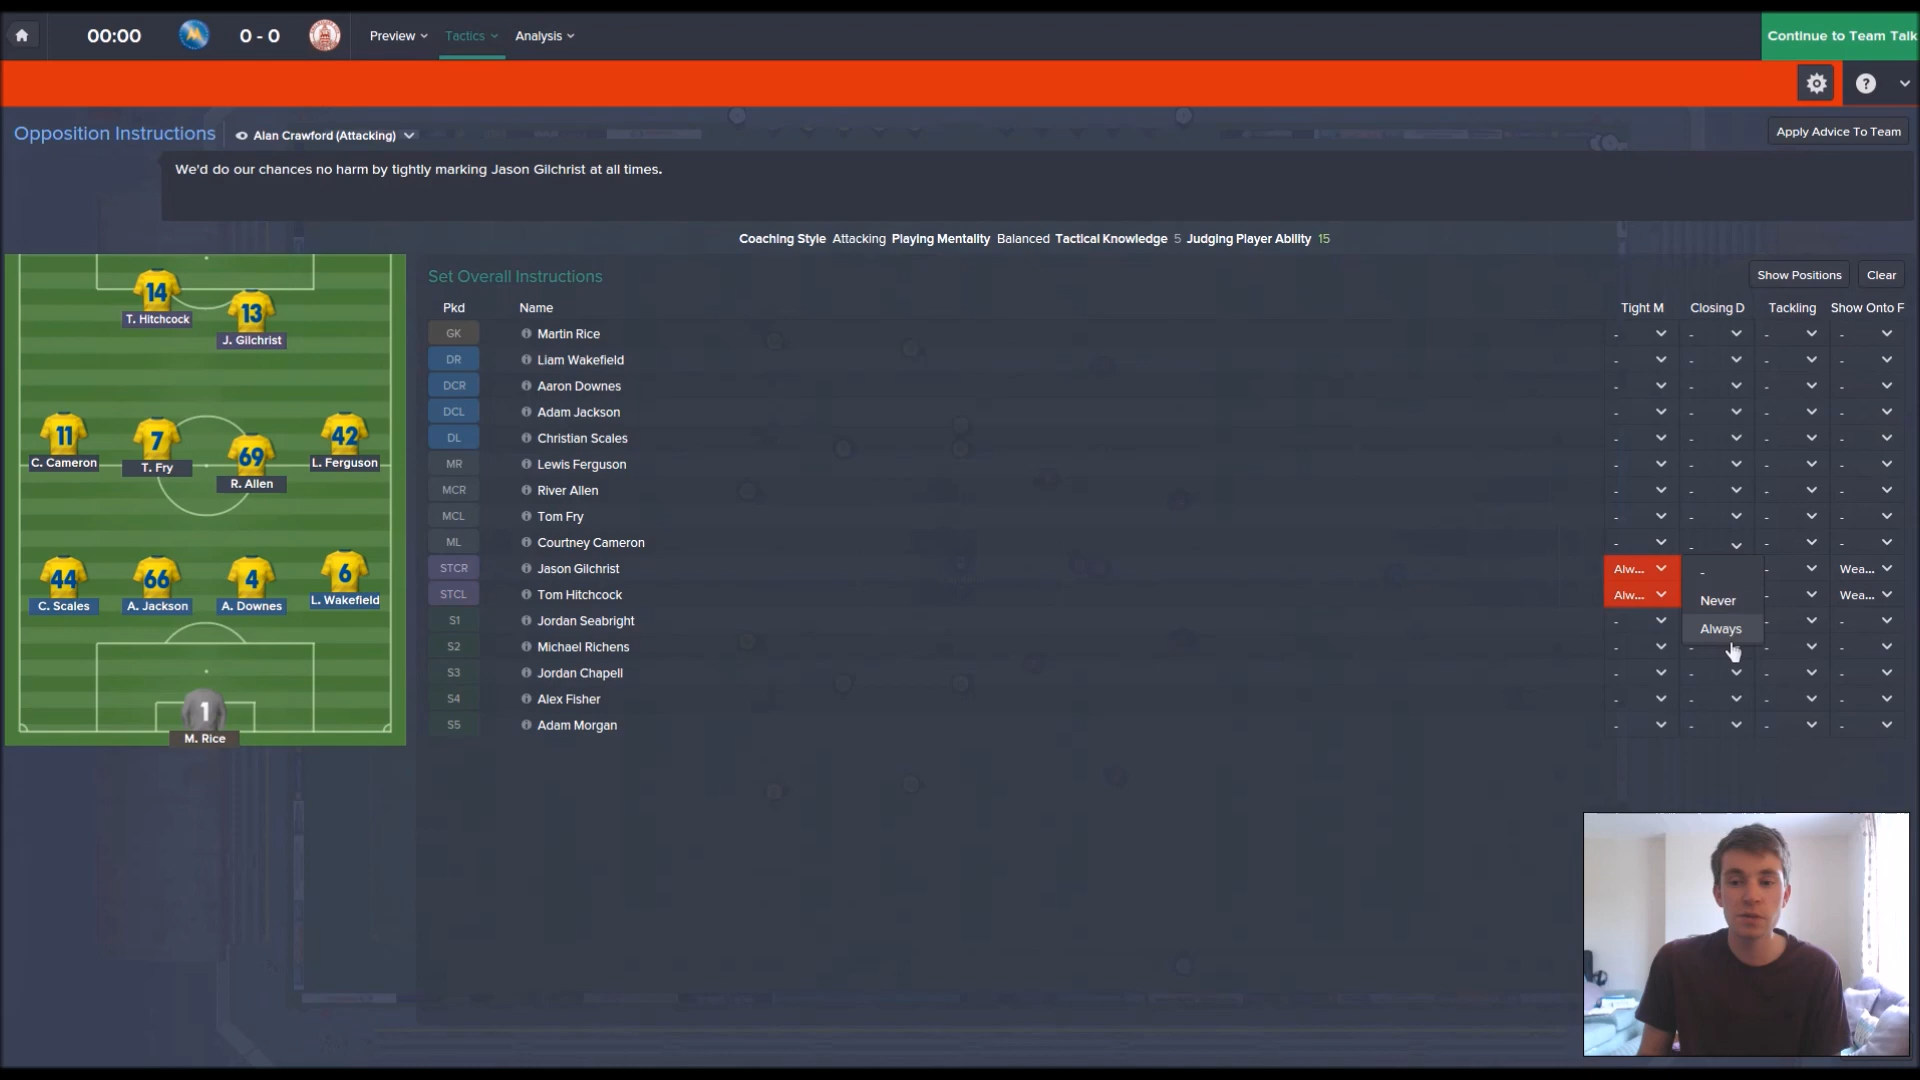 00:00 0 - 0 Preview Tactics Analysis Continue to Team Talk
?
Opposition Instructions Alan Crawford (Attacking) Apply Advice To Team
We'd do our chances no harm by tightly marking Jason Gilchrist at all times.
Coaching Style Attacking Playing Mentality Balanced Tactical Knowledge 5 Judging Player Ability 15
14
T. Hitchcock
13
J. Gilchrist
11
C. Cameron
7
T. Fry
69
R. Allen
42
L. Ferguson
44
C. Scales
66
A. Jackson
4
A. Downes
6
L. Wakefield
1
M. Rice
Set Overall Instructions Show Positions Clear
Pkd Name Tight M Closing D Tackling Show Onto F
GK Martin Rice - - - -
DR Liam Wakefield - - - -
DCR Aaron Downes - - - -
DCL Adam Jackson - - - -
DL Christian Scales - - - -
MR Lewis Ferguson - - - -
MCR River Allen - - - -
MCL Tom Fry - - - -
ML Courtney Cameron - - - -
STCR Jason Gilchrist Alw... - - Wea...
STCL Tom Hitchcock Alw... Never - Wea...
S1 Jordan Seabright - Always - -
S2 Michael Richens - - - -
S3 Jordan Chapell - - - -
S4 Alex Fisher - - - -
S5 Adam Morgan - - - -